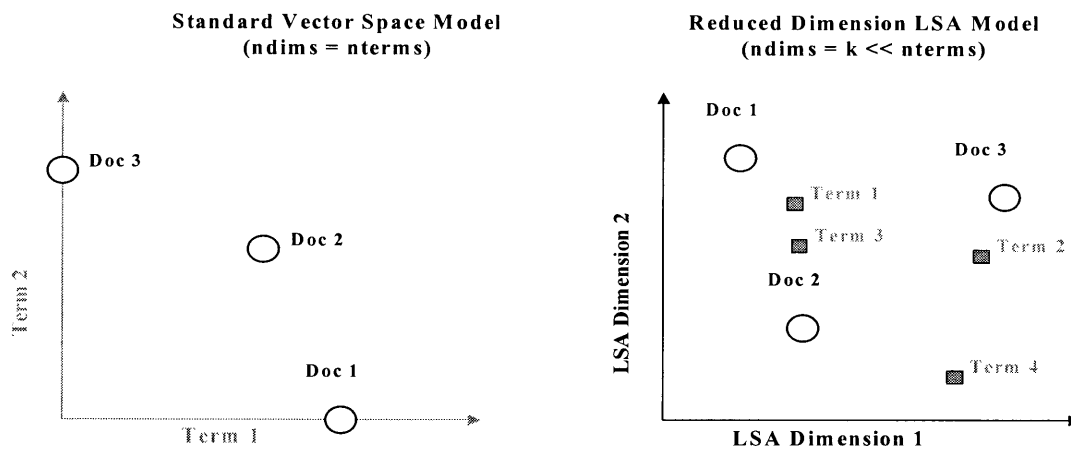 Standard Vector Space Model
(ndims = nterms)
Doc 3
Doc 2
Doc 1
Term 2
Term 1
Reduced Dimension LSA Model
(ndims = k << nterms)
Doc 1
Doc 3
Term 1
Term 3
Term 2
Doc 2
Term 4
LSA Dimension 2
LSA Dimension 1